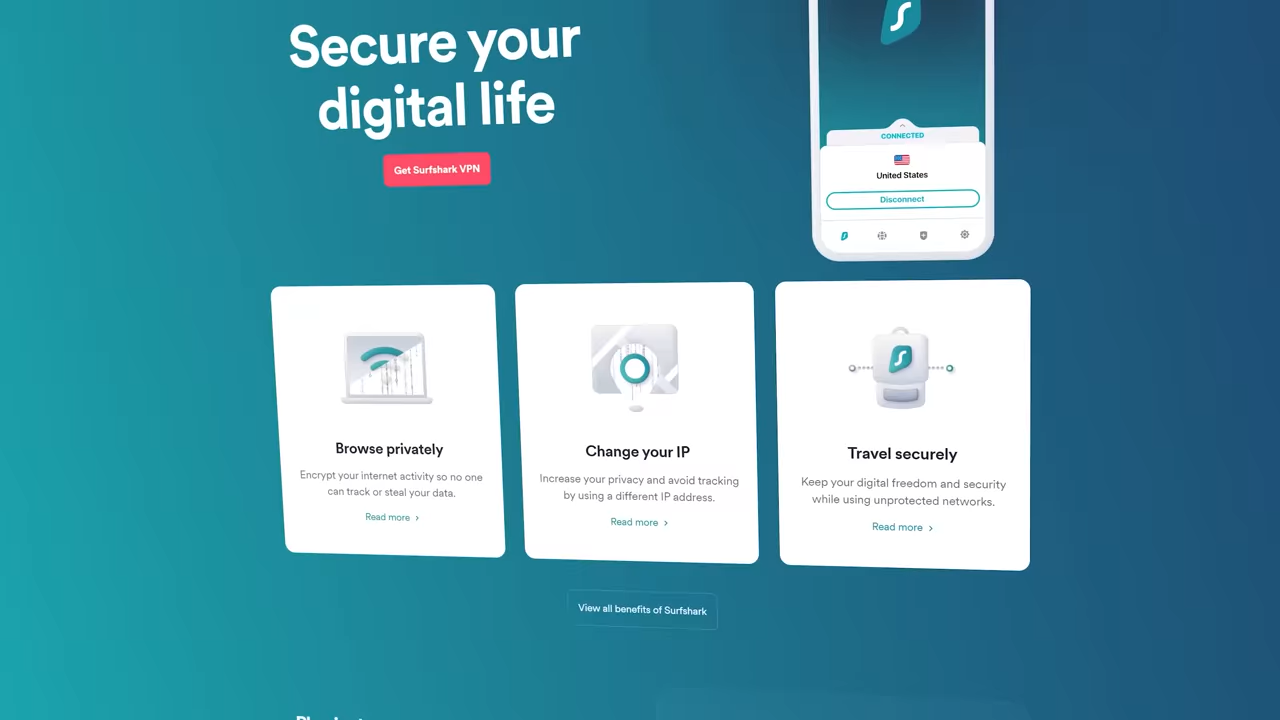 Secure your
digital life
Get Surfshark VPN
CONNECTED
United States
Disconnect
Browse privately
Encrypt your internet activity so no one
can track or steal your data.
Read more
Change your IP
Increase your privacy and avoid tracking
by using a different IP address.
Read more
Travel securely
Keep your digital freedom and security
while using unprotected networks.
Read more
View all benefits of Surfshark